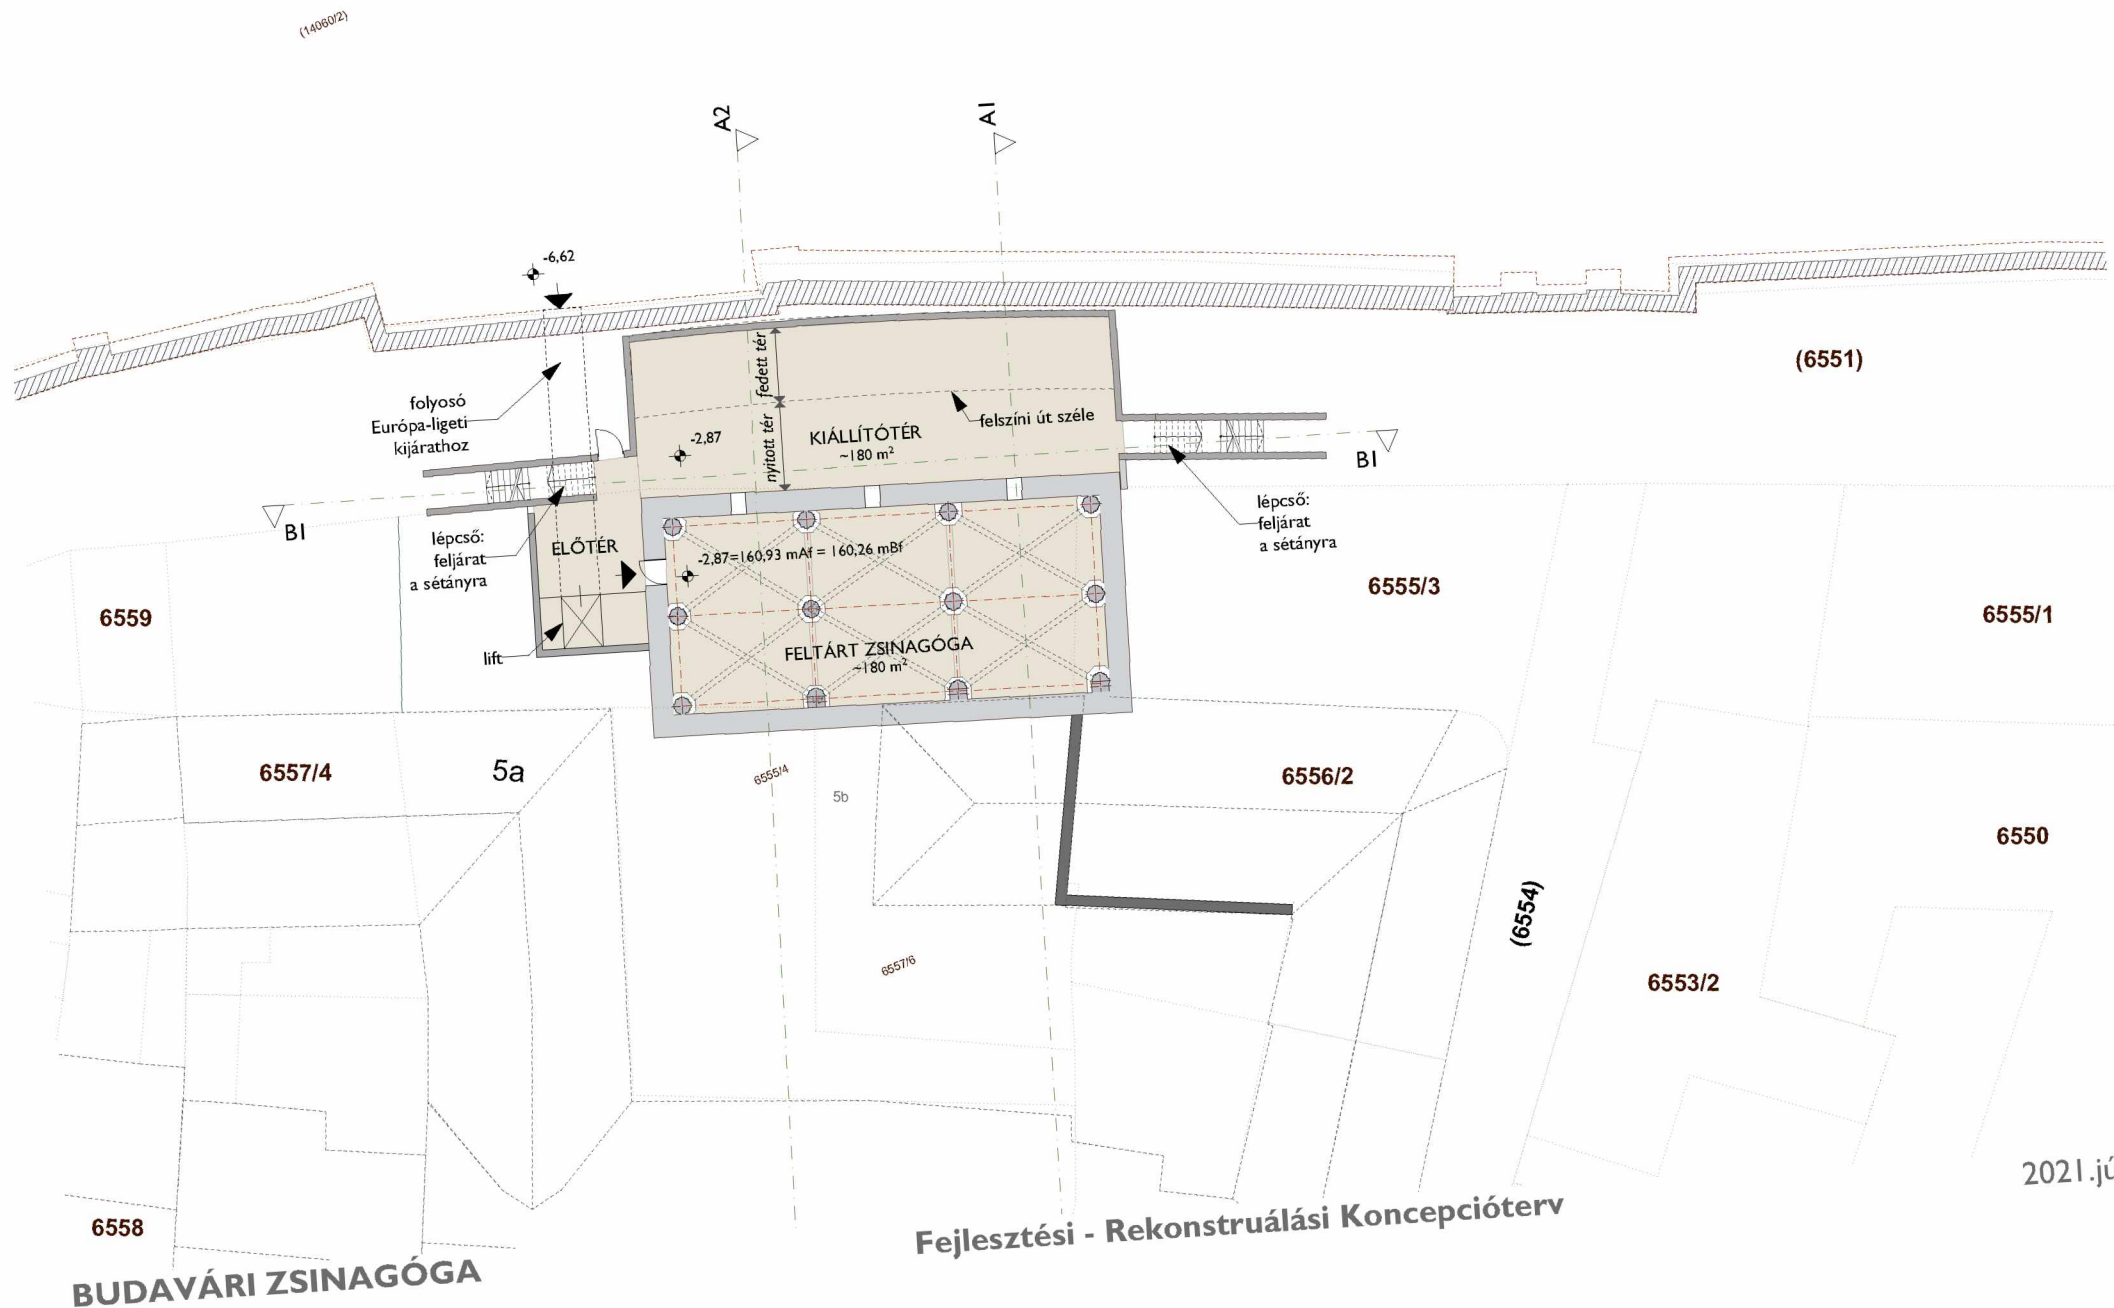 (14060/2)
A2
A1
-6,62
(6551)
fedett tér
nyitott tér
folyosó
Európa-ligeti
kijárathoz
felszíni út széle
-2,87
KIÁLLÍTÓTÉR
~180 m²
B1
B1
lépcső:
feljárat
a sétányra
lépcső:
feljárat
a sétányra
ELŐTÉR
-2,87=160,93 mAf = 160,26 mBf
6559
6555/3
6555/1
lift
FELTÁRT ZSINAGÓGA
~180 m²
6557/4
5a
6555/4
5b
6556/2
6550
(6554)
6557/6
6553/2
2021.jú
6558
Fejlesztési - Rekonstruálási Koncepcióterv
BUDAVÁRI ZSINAGÓGA